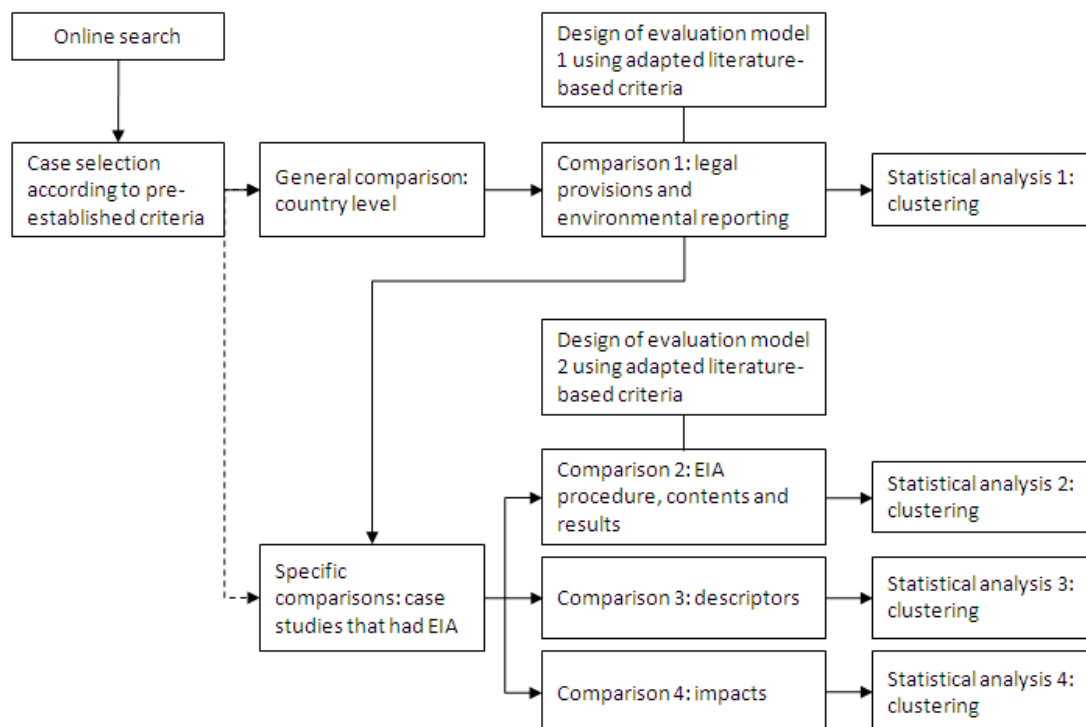 Online search
Design of evaluation model
1 using adapted literature-
based criteria
Case selection
according to pre-
established criteria
General comparison:
country level
Comparison 1: legal
provisions and
environmental reporting
Statistical analysis 1:
clustering
Design of evaluation model
2 using adapted literature-
based criteria
Comparison 2: EIA
procedure, contents and
results
Statistical analysis 2:
clustering
Specific
comparisons: case
studies that had EIA
Comparison 3: descriptors
Statistical analysis 3:
clustering
Comparison 4: impacts
Statistical analysis 4:
clustering